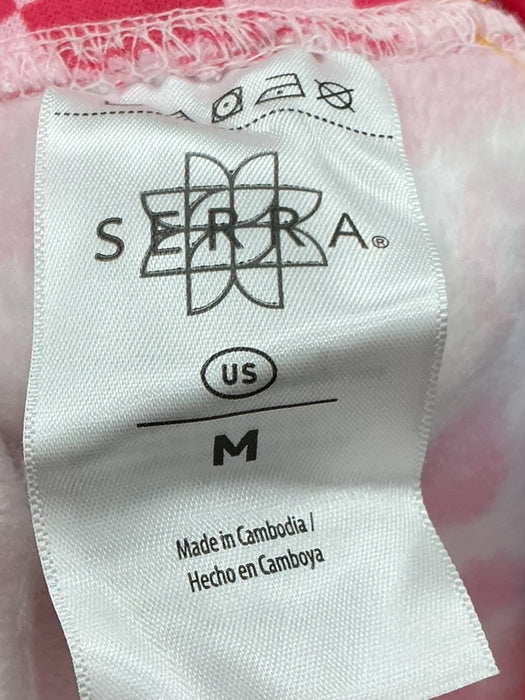 SERRA®
US
M
Made in Cambodia /
Hecho en Camboya